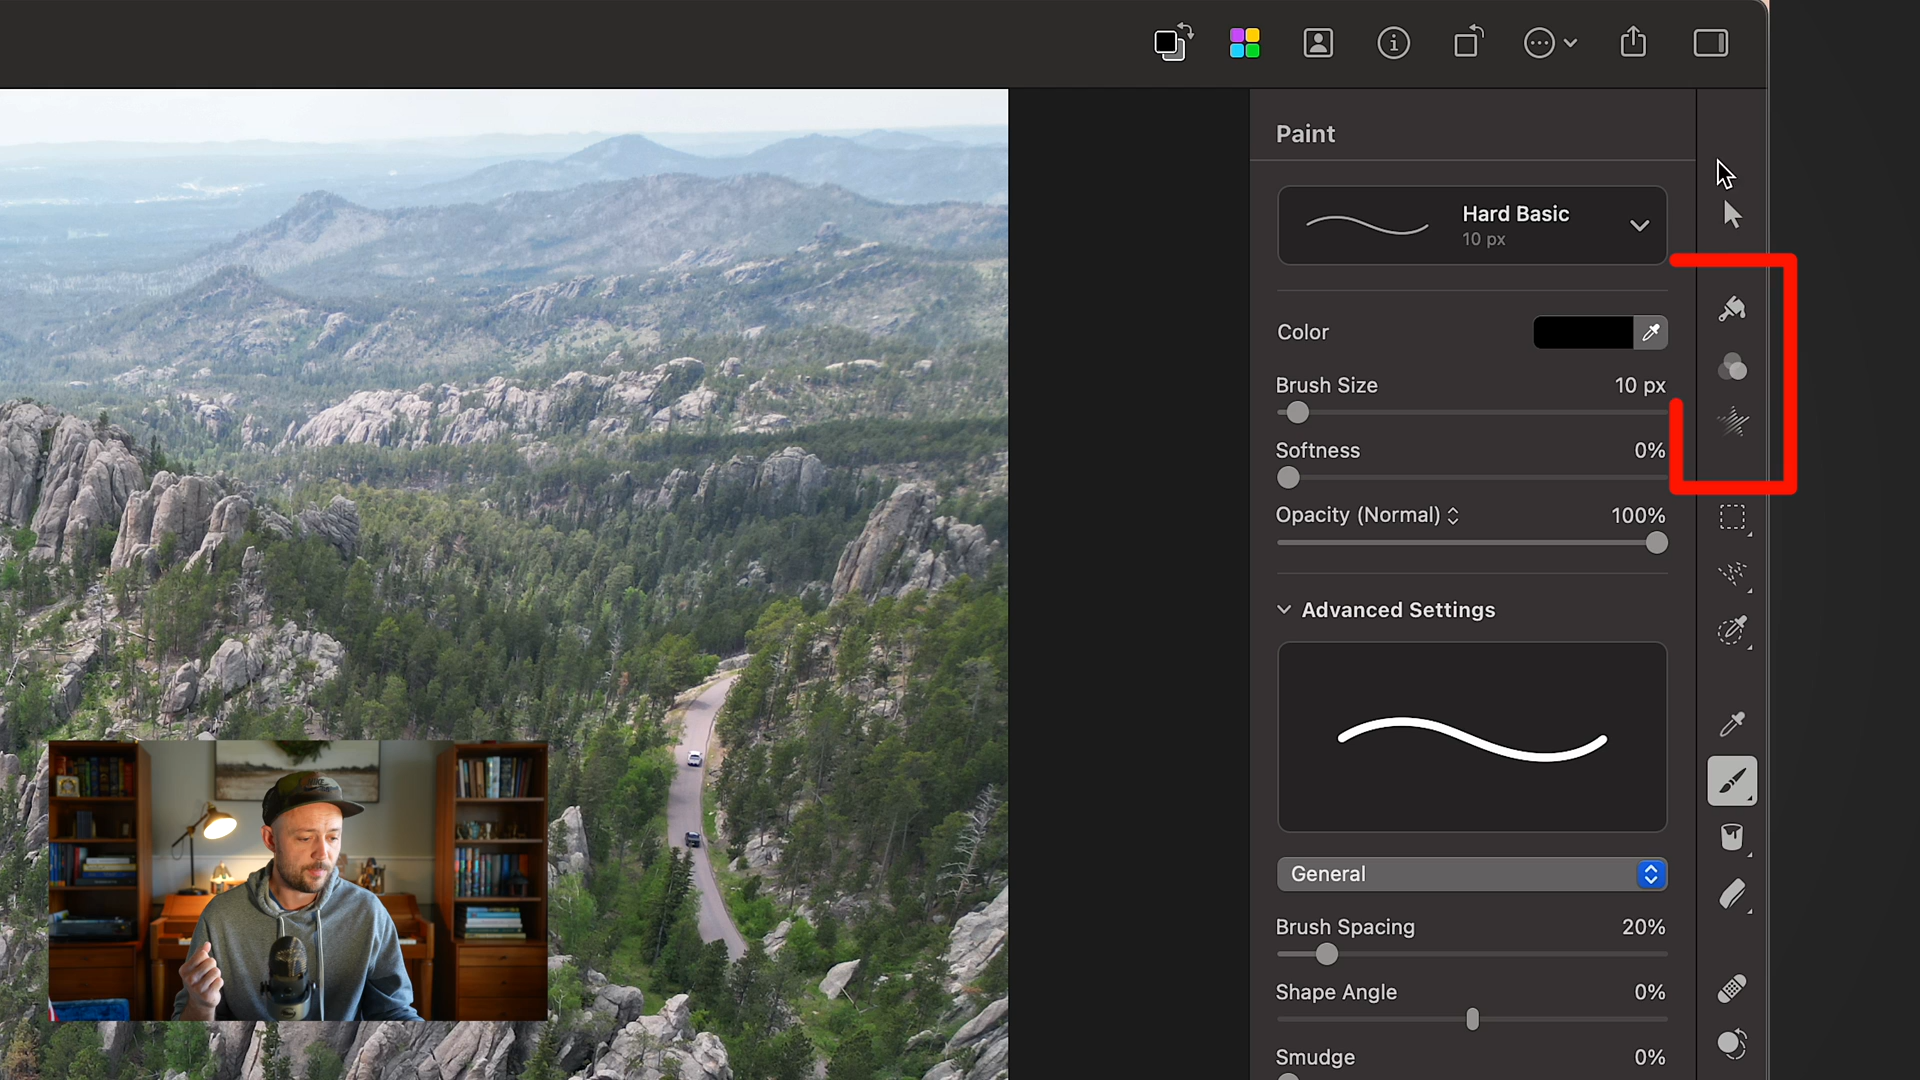 Paint
Hard Basic
10 px
Color
Brush Size 10 px
Softness 0%
Opacity (Normal) 100%
Advanced Settings
General
Brush Spacing 20%
Shape Angle 0%
Smudge 0%